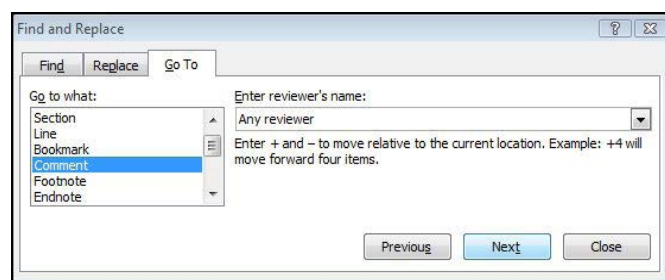 Find and Replace
Find Replace Go To
Go to what:
Section
Line
Bookmark
Comment
Footnote
Endnote
Enter reviewer's name:
Any reviewer
Enter + and – to move relative to the current location. Example: +4 will
move forward four items.
Previous Next Close